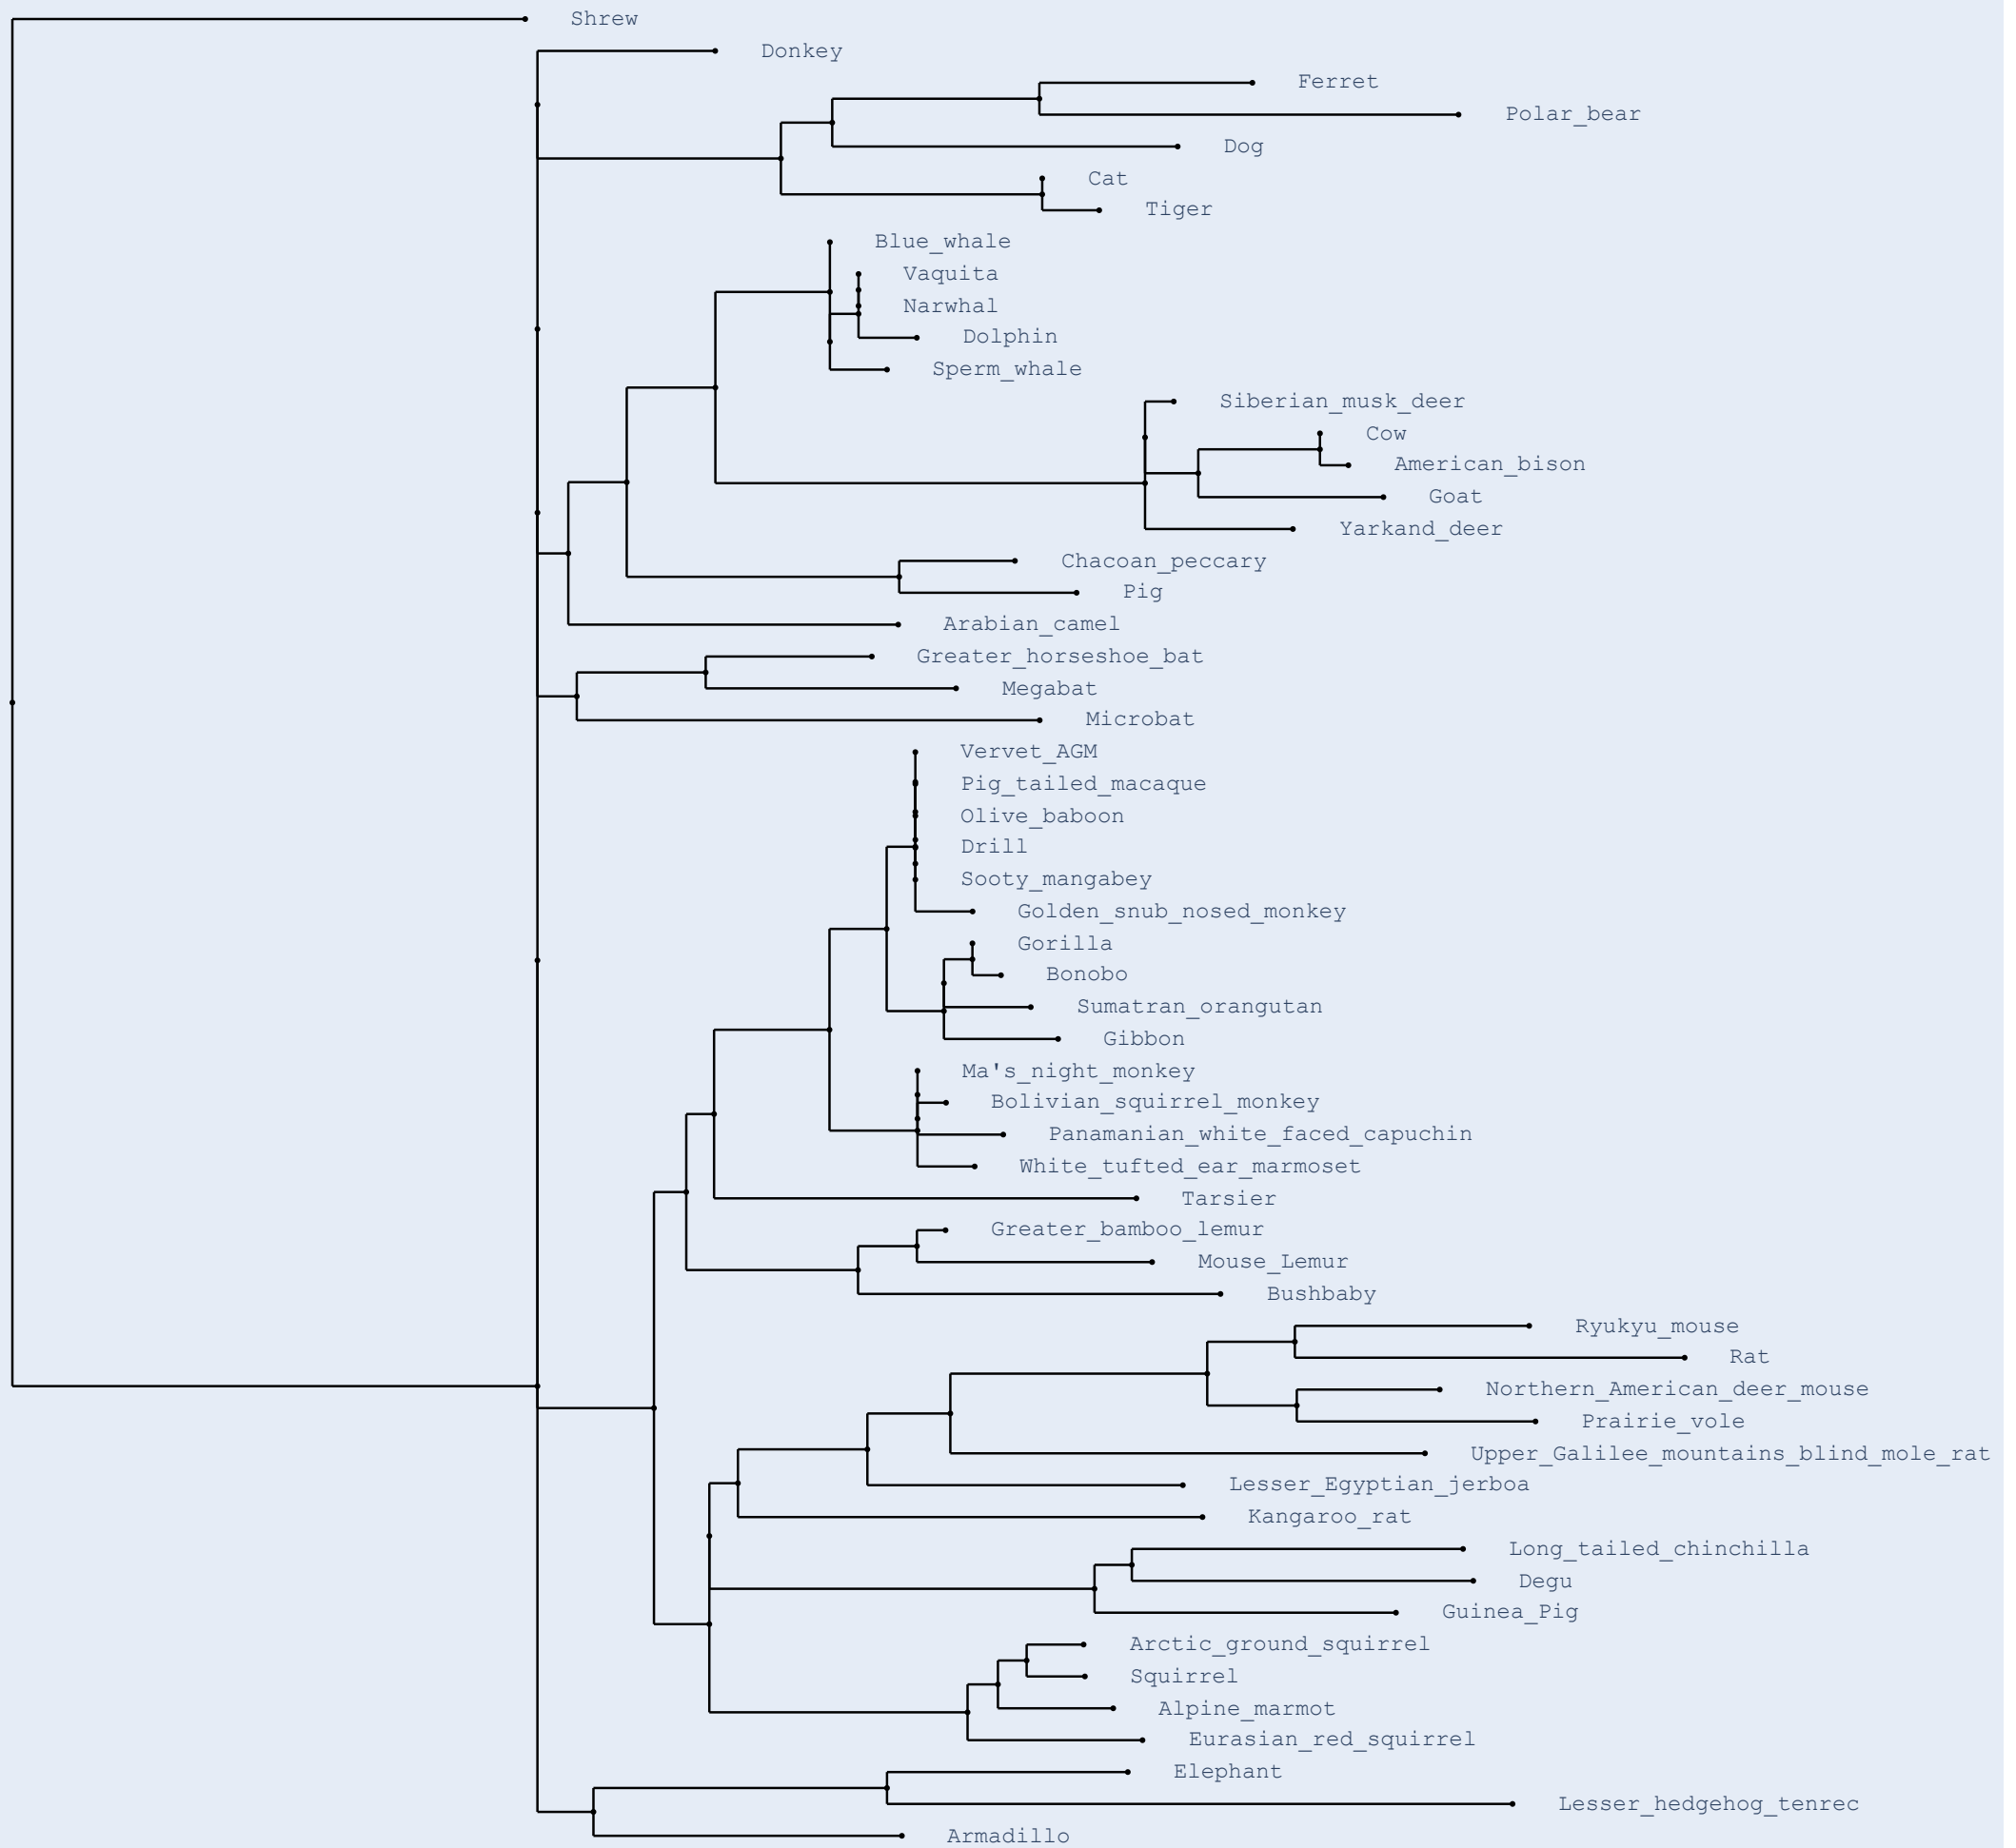 Shrew
Donkey
Ferret
Polar_bear
Dog
Cat
Tiger
Blue_whale
Vaquita
Narwhal
Dolphin
Sperm_whale
Siberian_musk_deer
Cow
American_bison
Goat
Yarkand_deer
Chacoan_peccary
Pig
Arabian_camel
Greater_horseshoe_bat
Megabat
Microbat
Vervet_AGM
Pig_tailed_macaque
Olive_baboon
Drill
Sooty_mangabey
Golden_snub_nosed_monkey
Gorilla
Bonobo
Sumatran_orangutan
Gibbon
Ma's_night_monkey
Bolivian_squirrel_monkey
Panamanian_white_faced_capuchin
White_tufted_ear_marmoset
Tarsier
Greater_bamboo_lemur
Mouse_Lemur
Bushbaby
Ryukyu_mouse
Rat
Northern_American_deer_mouse
Prairie_vole
Upper_Galilee_mountains_blind_mole_rat
Lesser_Egyptian_jerboa
Kangaroo_rat
Long_tailed_chinchilla
Degu
Guinea_Pig
Arctic_ground_squirrel
Squirrel
Alpine_marmot
Eurasian_red_squirrel
Elephant
Lesser_hedgehog_tenrec
Armadillo